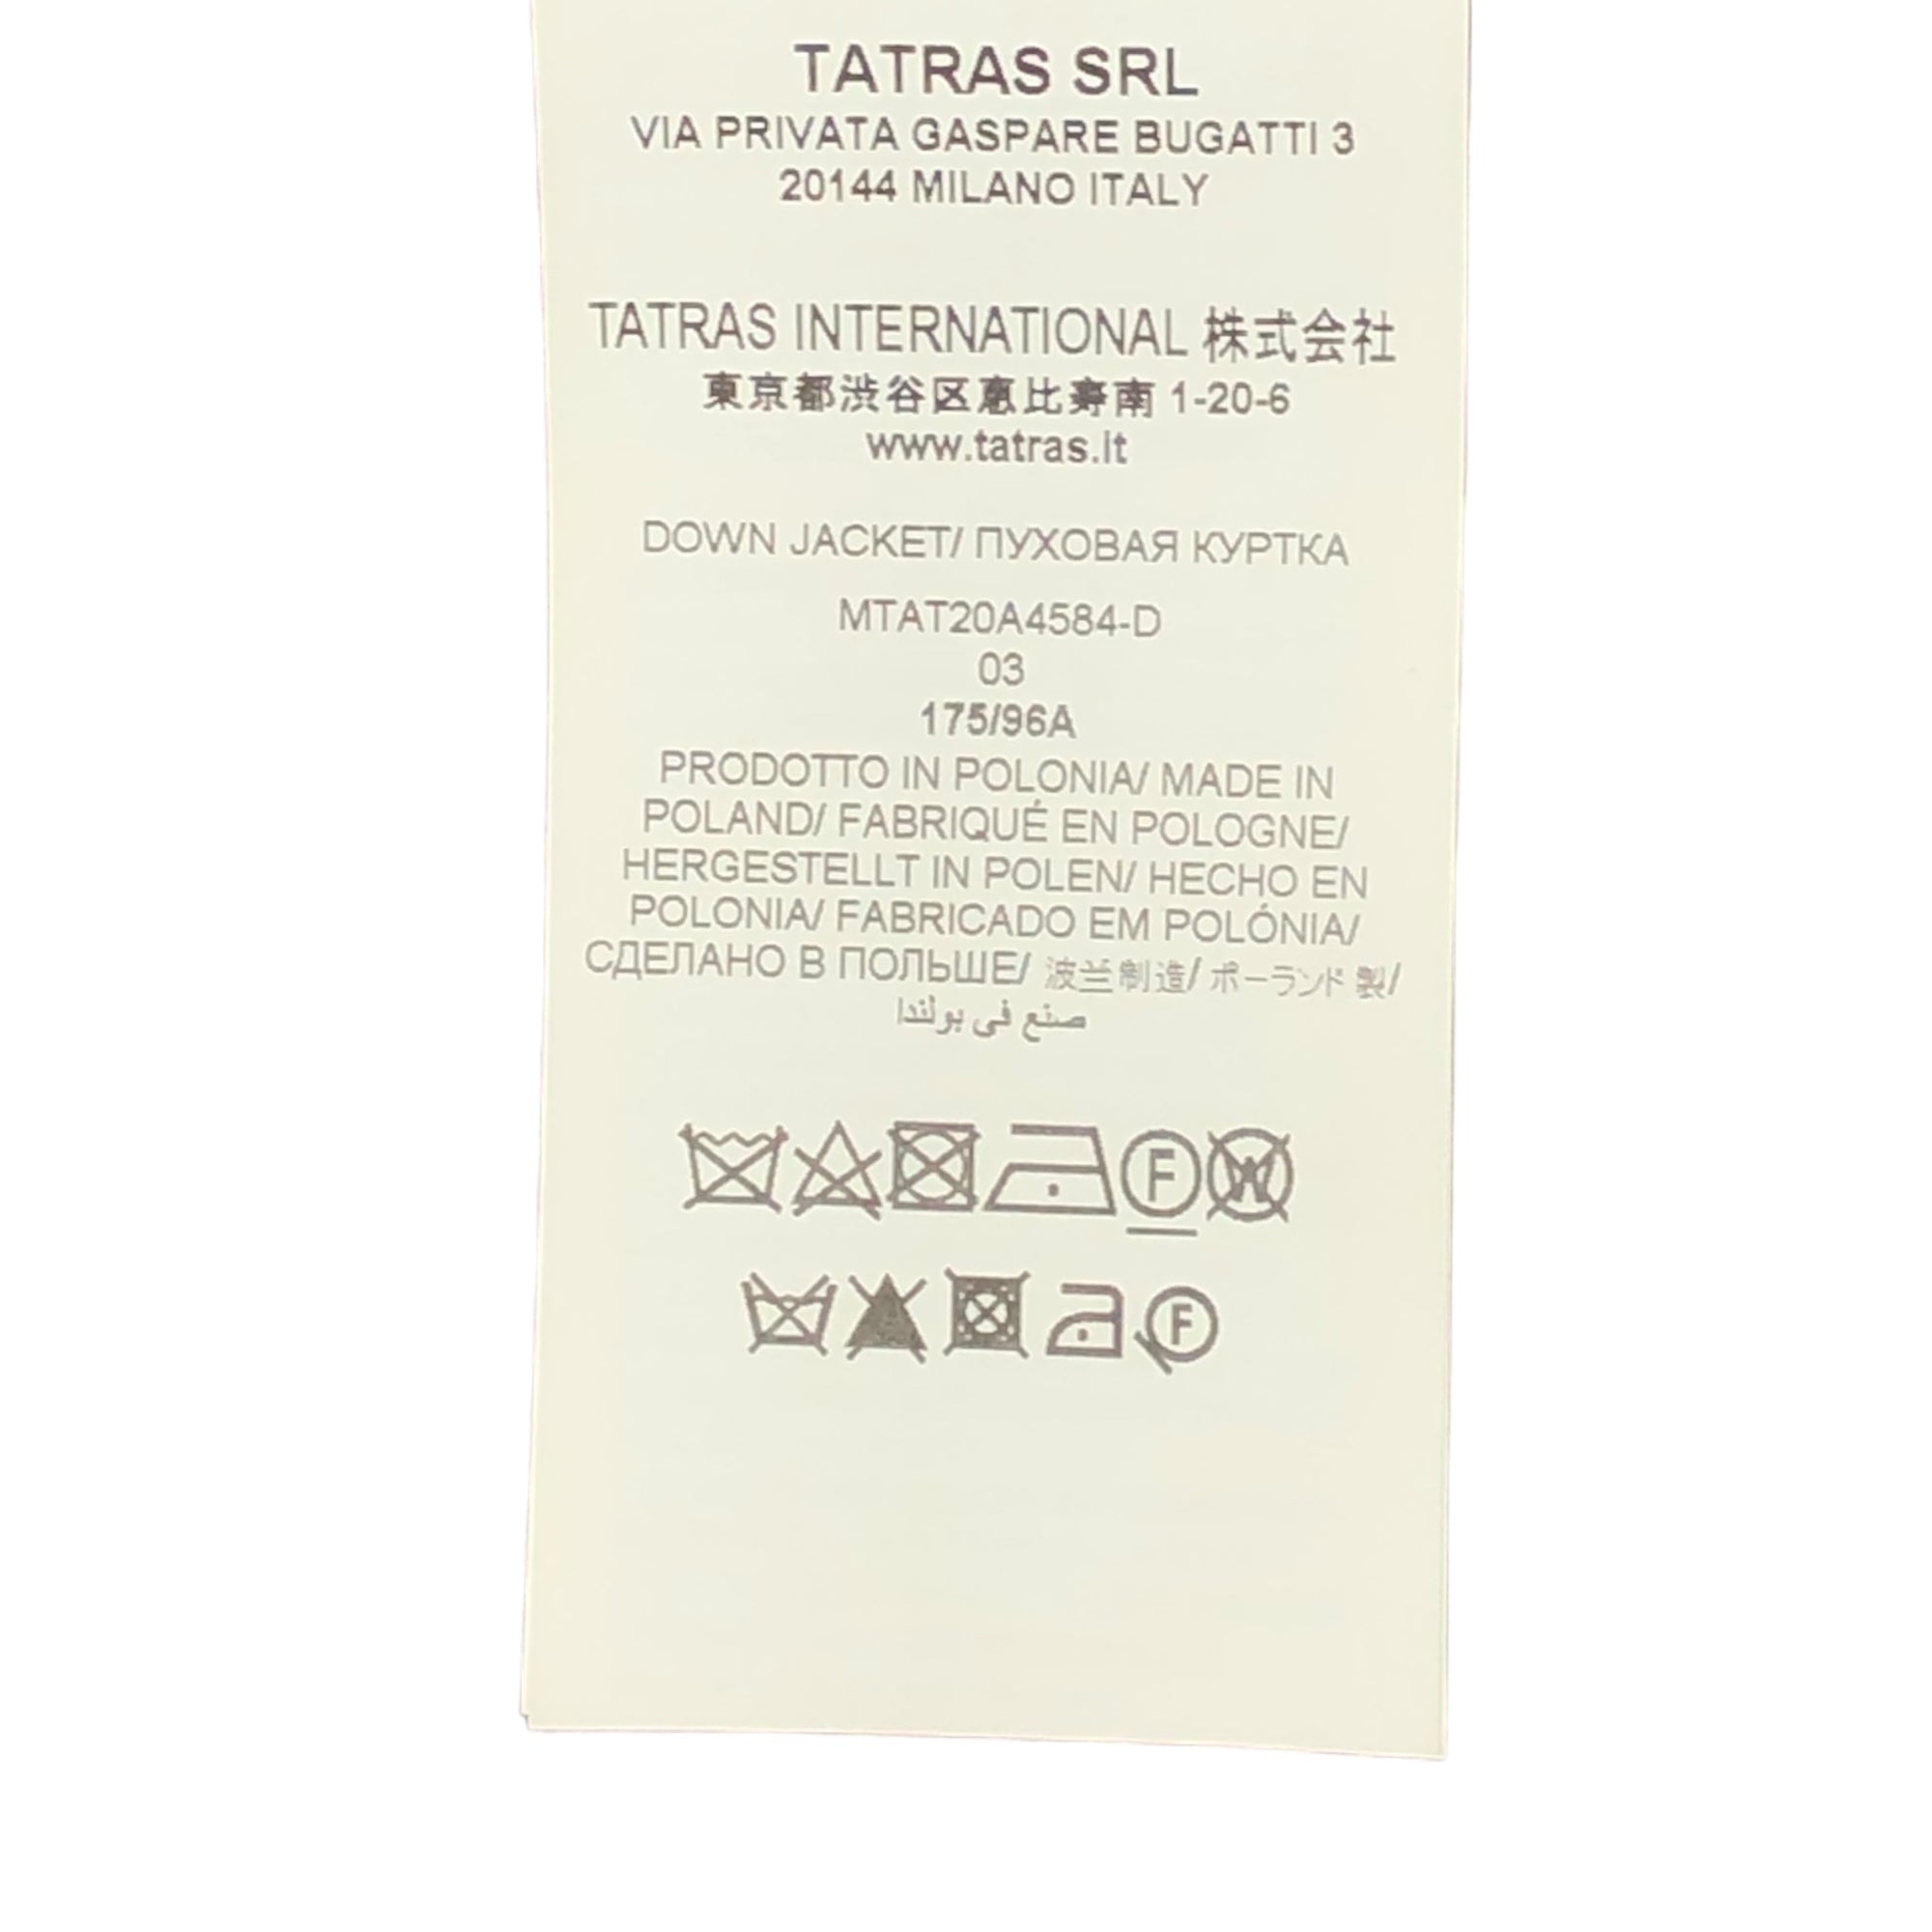 TATRAS SRL
VIA PRIVATA GASPARE BUGATTI 3
20144 MILANO ITALY
TATRAS INTERNATIONAL 株式会社
東京都渋谷区恵比寿南 1-20-6
www.tatras.it
DOWN JACKET/ ПУХОВАЯ КУРТКА
MTAT20A4584-D
03
175/96A
PRODOTTO IN POLONIA/ MADE IN
POLAND/ FABRIQUÉ EN POLOGNE/
HERGESTELLT IN POLEN/ HECHO EN
POLONIA/ FABRICADO EM POLÓNIA/
СДЕЛАНО В ПОЛЬШЕ/ 波兰制造/ ポーランド 製/
صنع في بولندا
F W
F